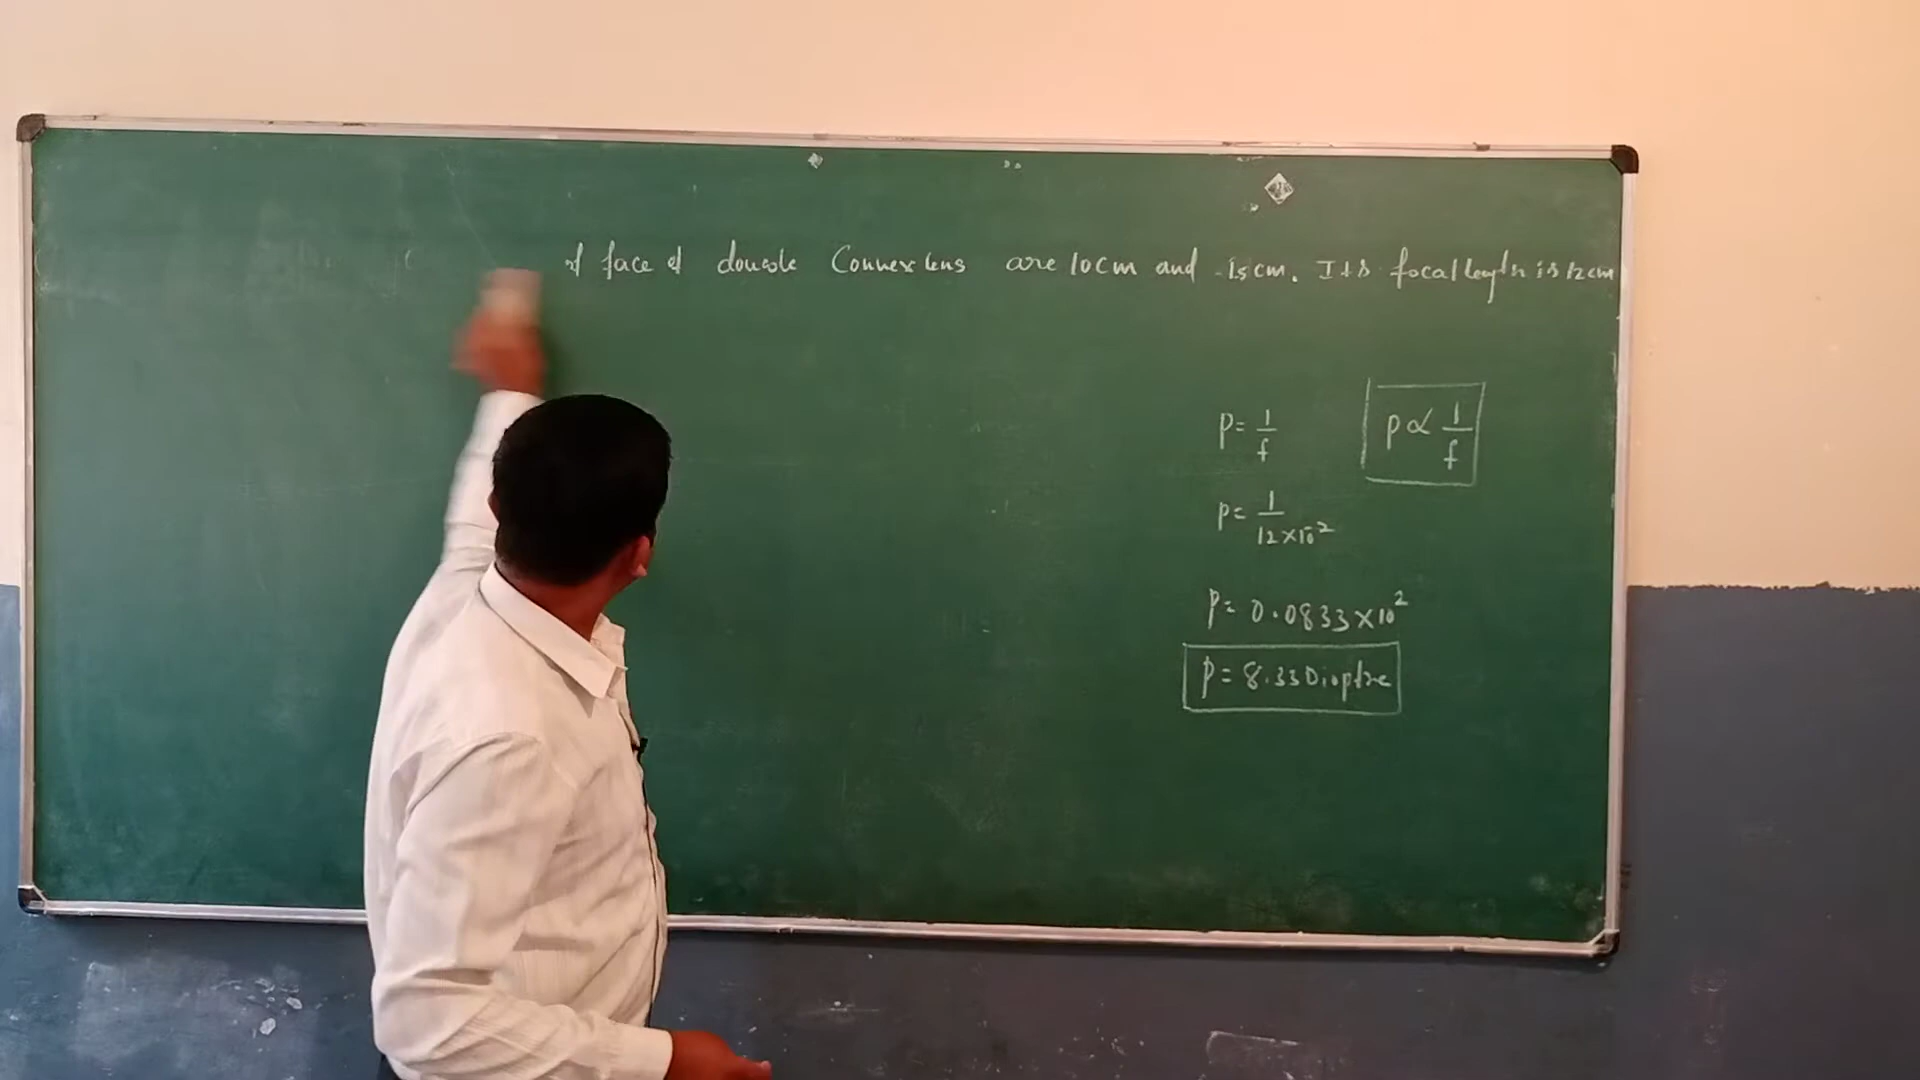 of face of double Convex lens are 10cm and -15cm. Its focal length is 12cm
P = 1/f
P ∝ 1/f
P = 1/12×10⁻²
P = 0.0833×10²
P = 8.33 Dioptre